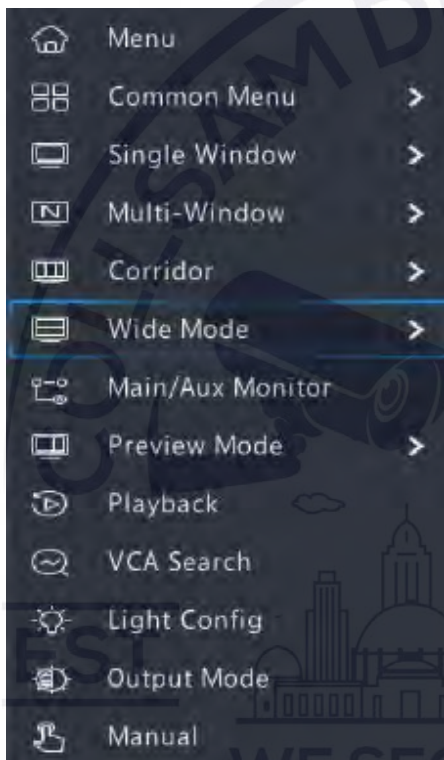 Menu
Common Menu
Single Window
Multi-Window
Corridor
Wide Mode
Main/Aux Monitor
Preview Mode
Playback
VCA Search
Light Config
Output Mode
Manual